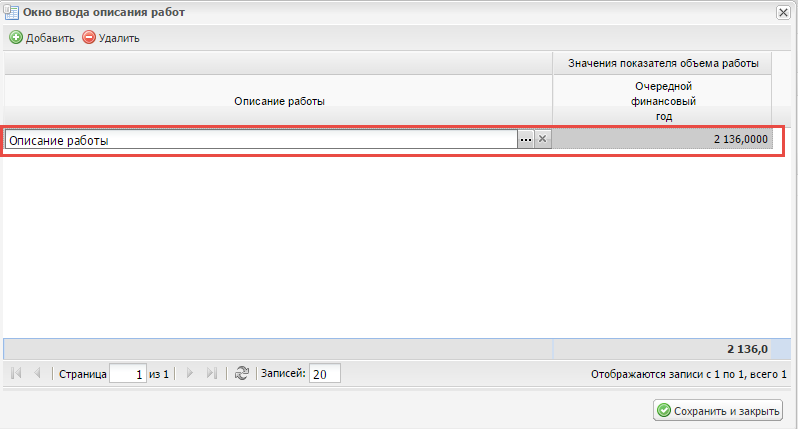 Окно ввода описания работ
Добавить Удалить
Значения показателя объема работы
Описание работы
Очередной
финансовый
год
Описание работы ... 2 136,0000
2 136,0
Страница 1 из 1 Записей: 20 Отображаются записи с 1 по 1, всего 1
Сохранить и закрыть